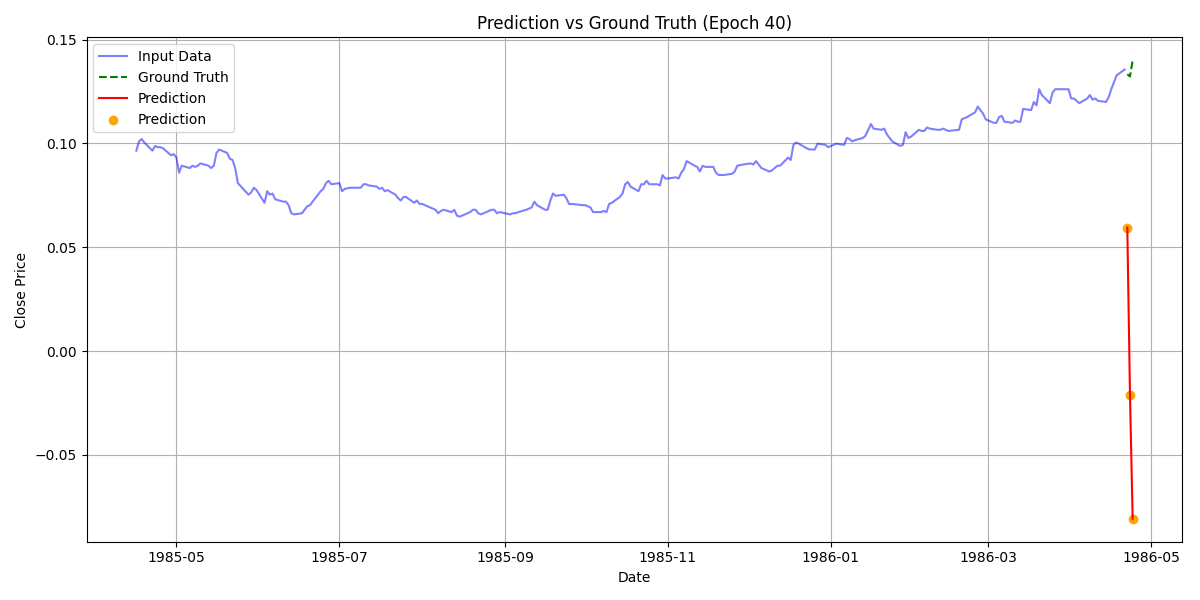 Prediction vs Ground Truth (Epoch 40)
Input Data
Ground Truth
Prediction
Prediction
Close Price
0.15
0.10
0.05
0.00
−0.05
1985-05
1985-07
1985-09
1985-11
1986-01
1986-03
1986-05
Date